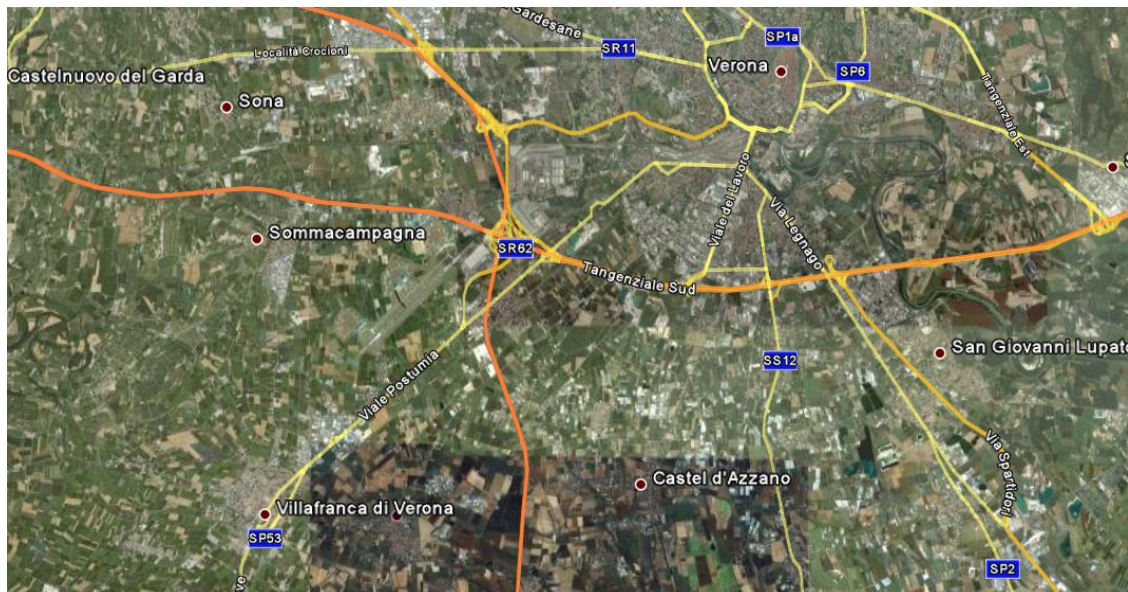 Gardesane
SP1a
Località Crocioni
SR11
Verona
SP6
Castelnuovo del Garda
Sona
Tangenziale Est
S
Viale del Lavoro
Via Legnago
Sommacampagna
SR62
Tangenziale Sud
San Giovanni Lupato
Viale Postumia
SS12
Via Spartidori
Castel d'Azzano
Villafranca di Verona
SP53
SP2
ve